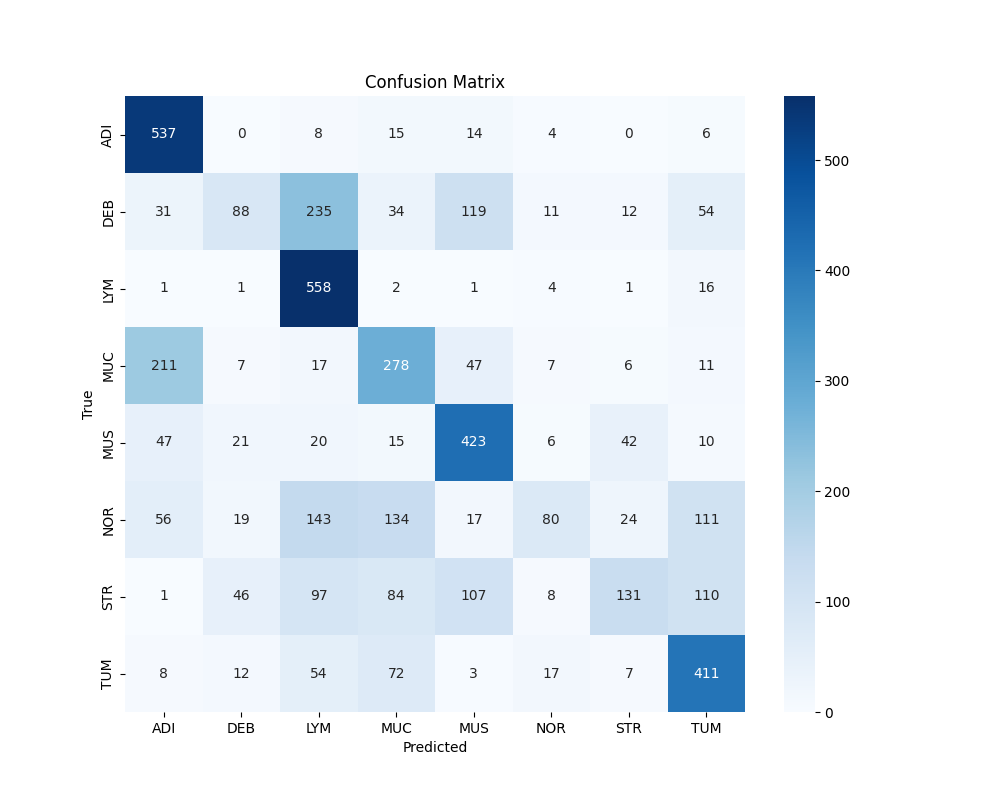 Confusion Matrix
ADI 537 0 8 15 14 4 0 6
DEB 31 88 235 34 119 11 12 54
LYM 1 1 558 2 1 4 1 16
MUC 211 7 17 278 47 7 6 11
MUS 47 21 20 15 423 6 42 10
NOR 56 19 143 134 17 80 24 111
STR 1 46 97 84 107 8 131 110
TUM 8 12 54 72 3 17 7 411
ADI DEB LYM MUC MUS NOR STR TUM
Predicted
True
500
400
300
200
100
0